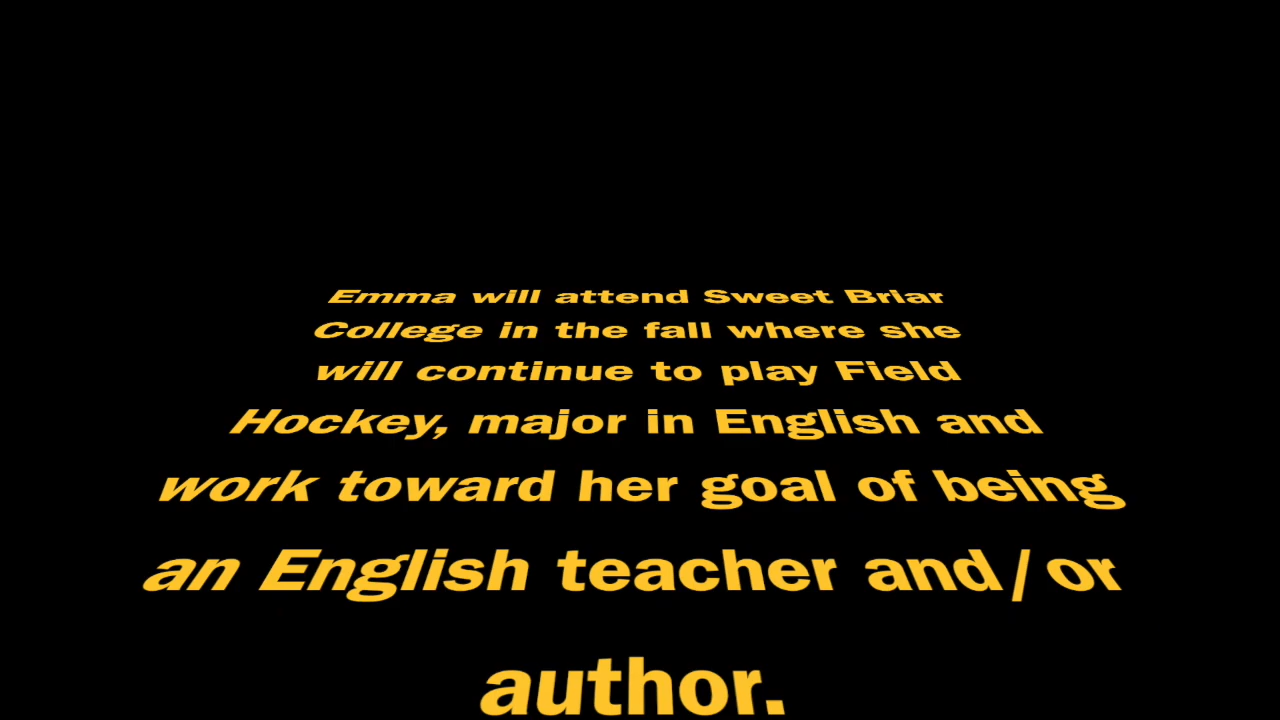 Emma will attend Sweet Briar
College in the fall where she
will continue to play Field
Hockey, major in English and
work toward her goal of being
an English teacher and/or
author.